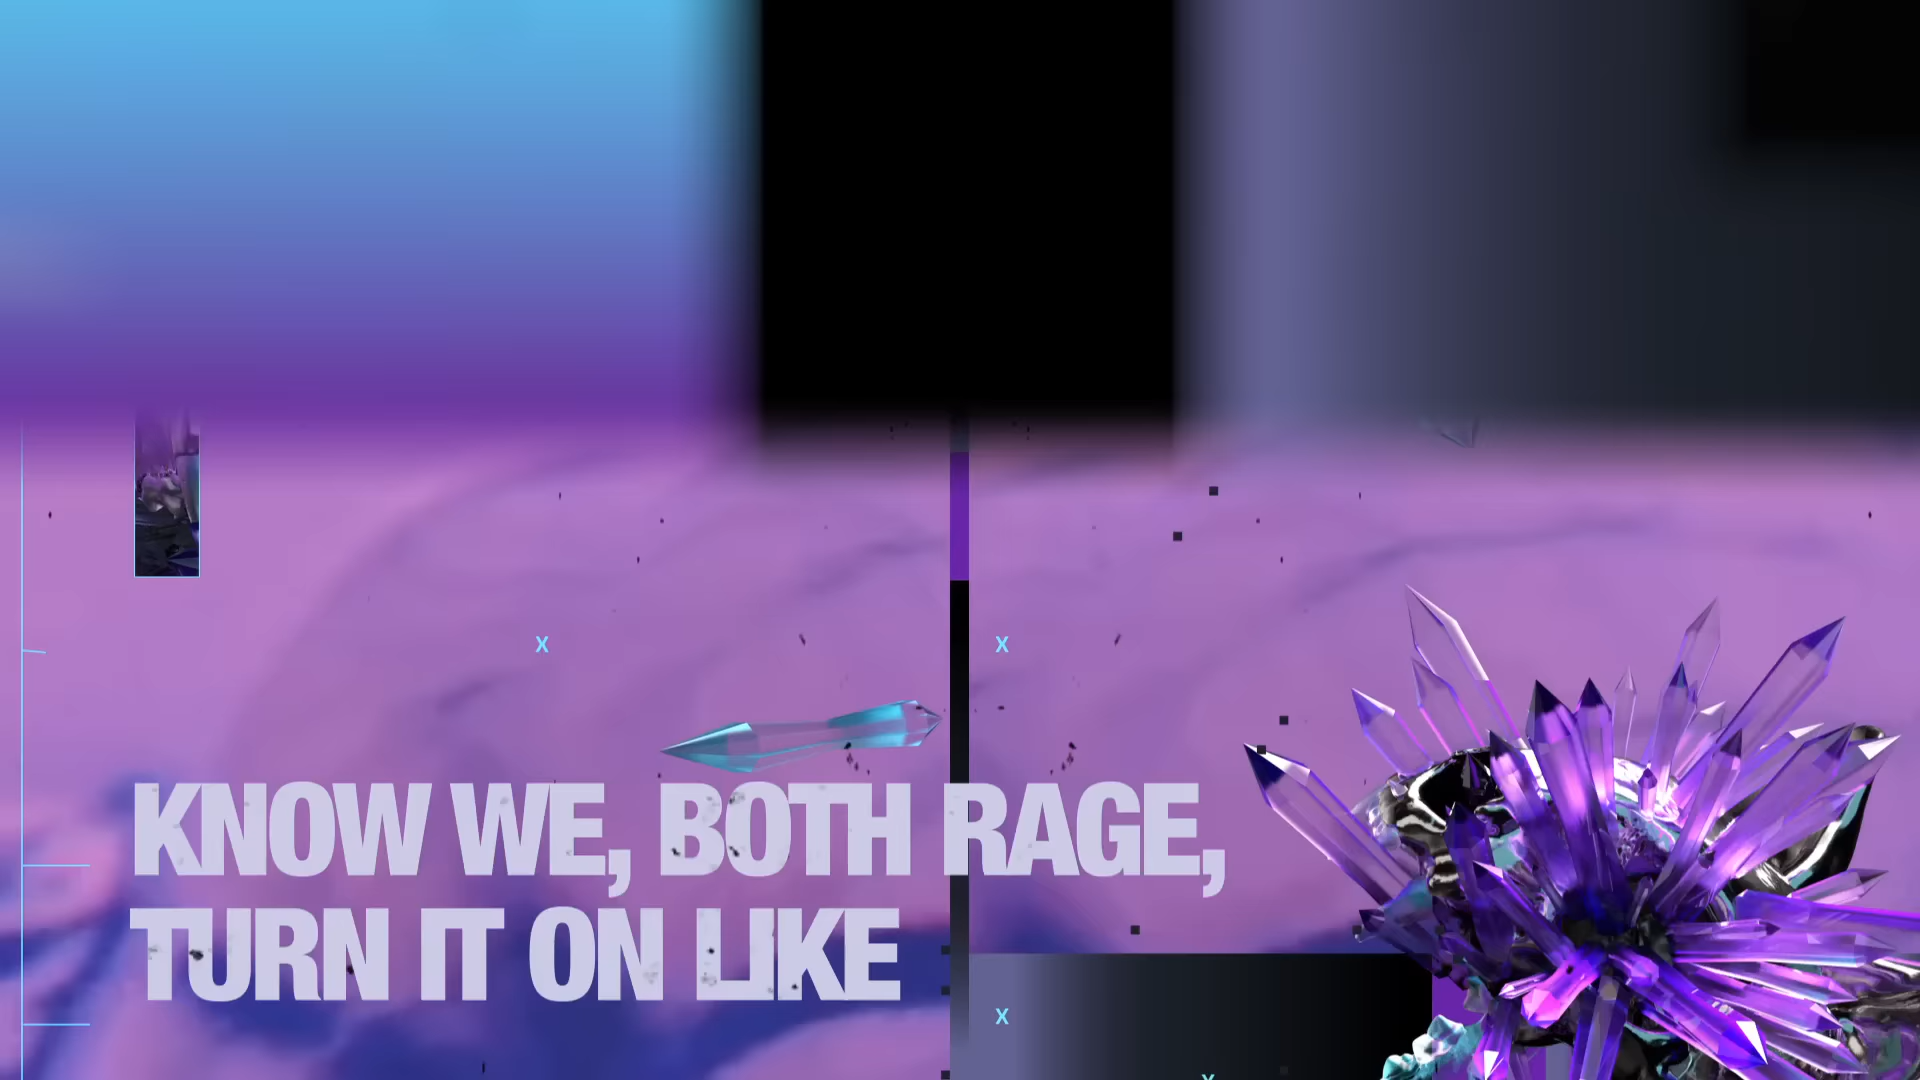 X X
KNOW WE, BOTH RAGE,
TURN IT ON LIKE
X
X